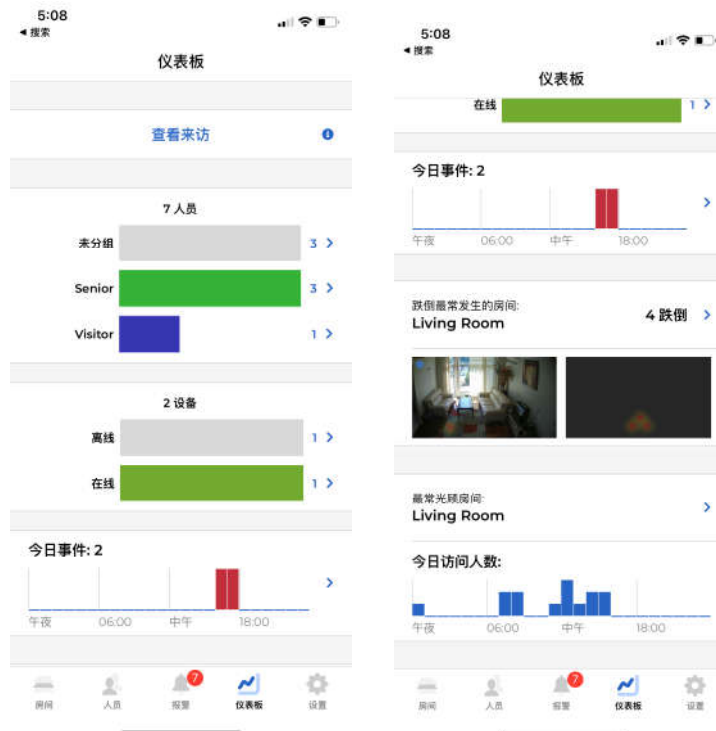 5:08
◀ 搜索
仪表板
查看来访
7 人员
未分组 3
Senior 3
Visitor 1
2 设备
离线 1
在线 1
今日事件: 2
午夜 06:00 中午 18:00
7
房间 人员 报警 仪表板 设置
5:08
◀ 搜索
仪表板
在线 1
今日事件: 2
午夜 06:00 中午 18:00
跌倒最常发生的房间:
Living Room
4 跌倒
最常光顾房间:
Living Room
今日访问人数:
午夜 06:00 中午 18:00
7
房间 人员 报警 仪表板 设置